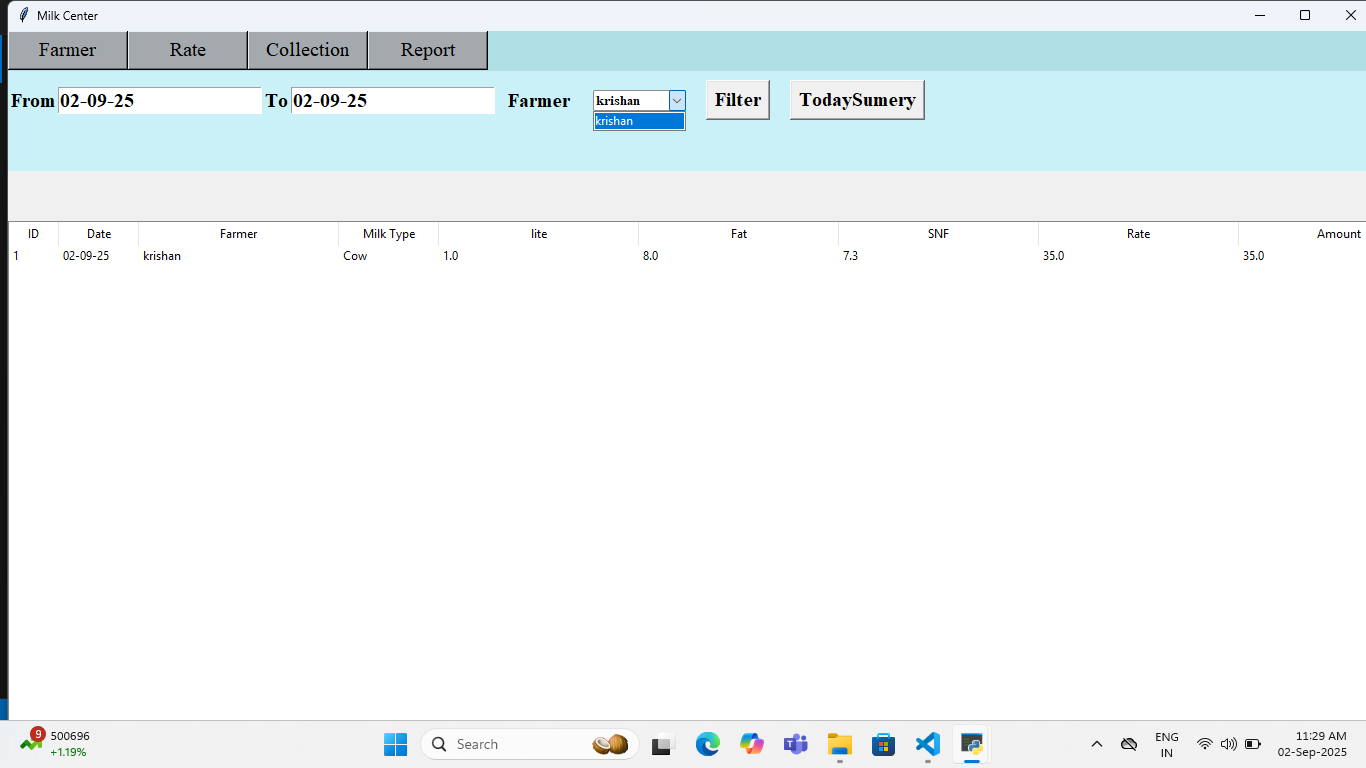 Milk Center
Farmer Rate Collection Report
From 02-09-25 To 02-09-25 Farmer krishan Filter TodaySumery
krishan
ID Date Farmer Milk Type lite Fat SNF Rate Amount
1 02-09-25 krishan Cow 1.0 8.0 7.3 35.0 35.0
9 500696
+1.19%
Search
ENG
IN
11:29 AM
02-Sep-2025